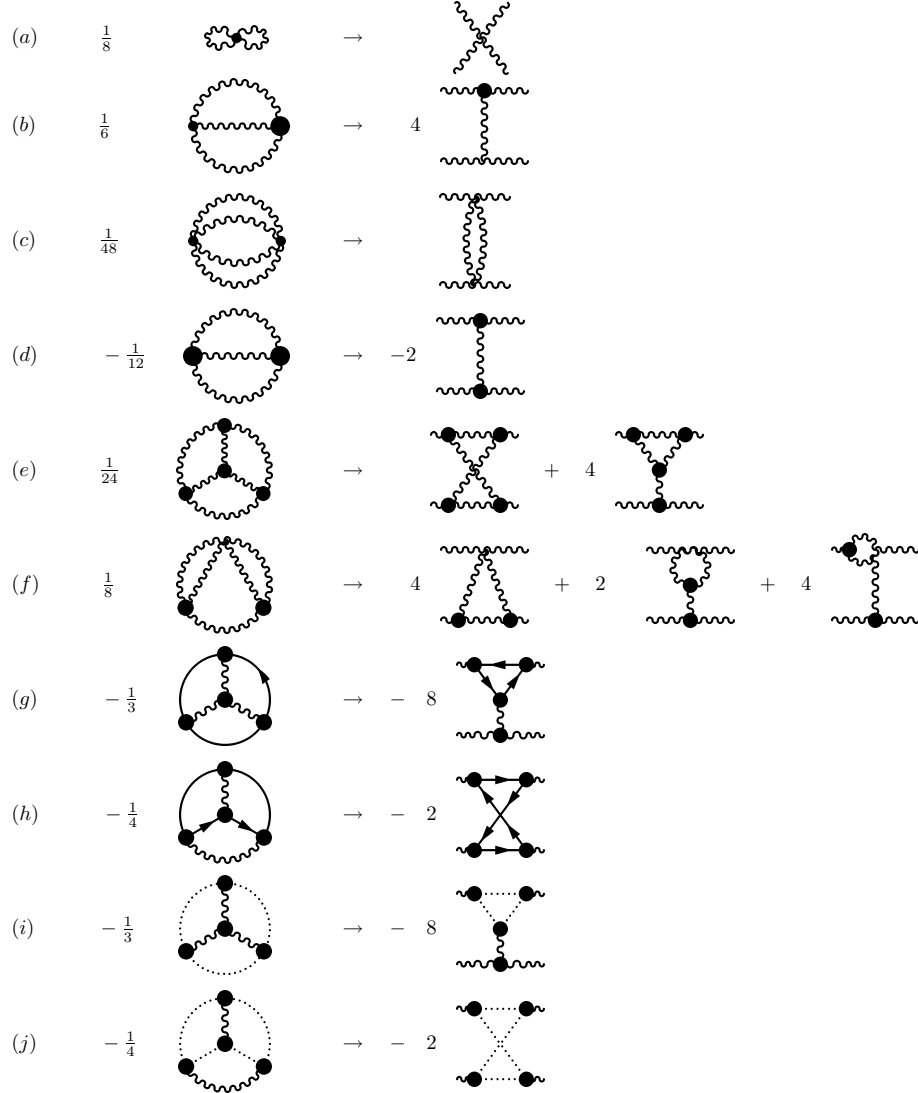 (a) 1/8 →
(b) 1/6 → 4
(c) 1/48 →
(d) − 1/12 → −2
(e) 1/24 → + 4
(f) 1/8 → 4 + 2 + 4
(g) − 1/3 → − 8
(h) − 1/4 → − 2
(i) − 1/3 → − 8
(j) − 1/4 → − 2